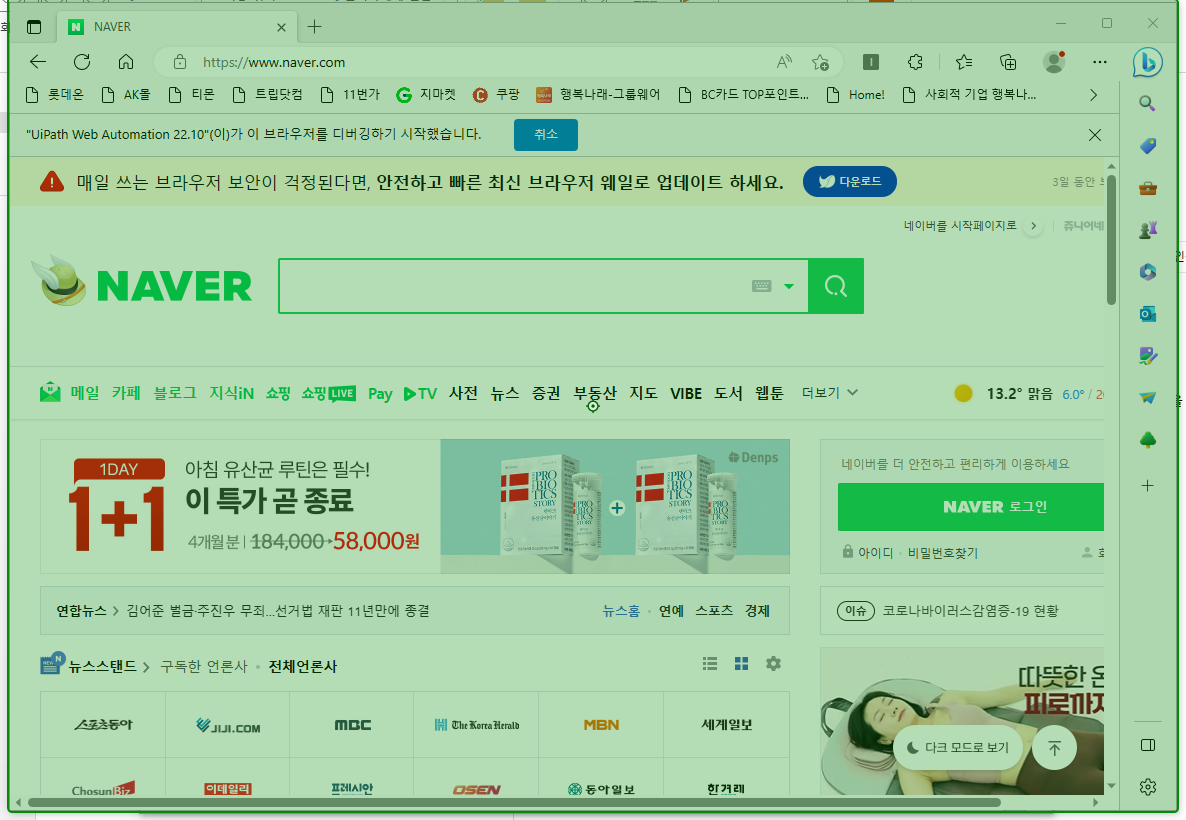 NAVER
https://www.naver.com
롯데온 AK몰 티몬 트립닷컴 11번가 지마켓 쿠팡 행복나래-그룹웨어 BC카드 TOP포인트... Home! 사회적 기업 행복나...
"UiPath Web Automation 22.10"(이)가 이 브라우저를 디버깅하기 시작했습니다. 취소
매일 쓰는 브라우저 보안이 걱정된다면, 안전하고 빠른 최신 브라우저 웨일로 업데이트 하세요. 다운로드 3일 동안
네이버를 시작페이지로 쥬니어네
NAVER
메일 카페 블로그 지식iN 쇼핑 쇼핑LIVE Pay TV 사전 뉴스 증권 부동산 지도 VIBE 도서 웹툰 더보기 13.2° 맑음 6.0° /
1DAY
1+1
아침 유산균 루틴은 필수!
이 특가 곧 종료
4개월분 | 184,000 58,000원
Denps
PRO
BIO
TICS
STORY
PRO
BIO
TICS
STORY
PRO
BIO
TICS
STORY
PRO
BIO
TICS
STORY
네이버를 더 안전하고 편리하게 이용하세요
NAVER 로그인
아이디 · 비밀번호찾기
연합뉴스 > 김어준 벌금·주진우 무죄...선거법 재판 11년만에 종결 뉴스홈 · 연예 스포츠 경제
이슈 코로나바이러스감염증-19 현황
NEW N 뉴스스탠드 > 구독한 언론사 · 전체언론사
스포츠동아 JIJI.COM MBC The Korea Herald MBN 세계일보
ChosunBiz 이데일리 프레시안 OSEN 동아일보 한겨레
따뜻한 온
피로까지
다크 모드로 보기